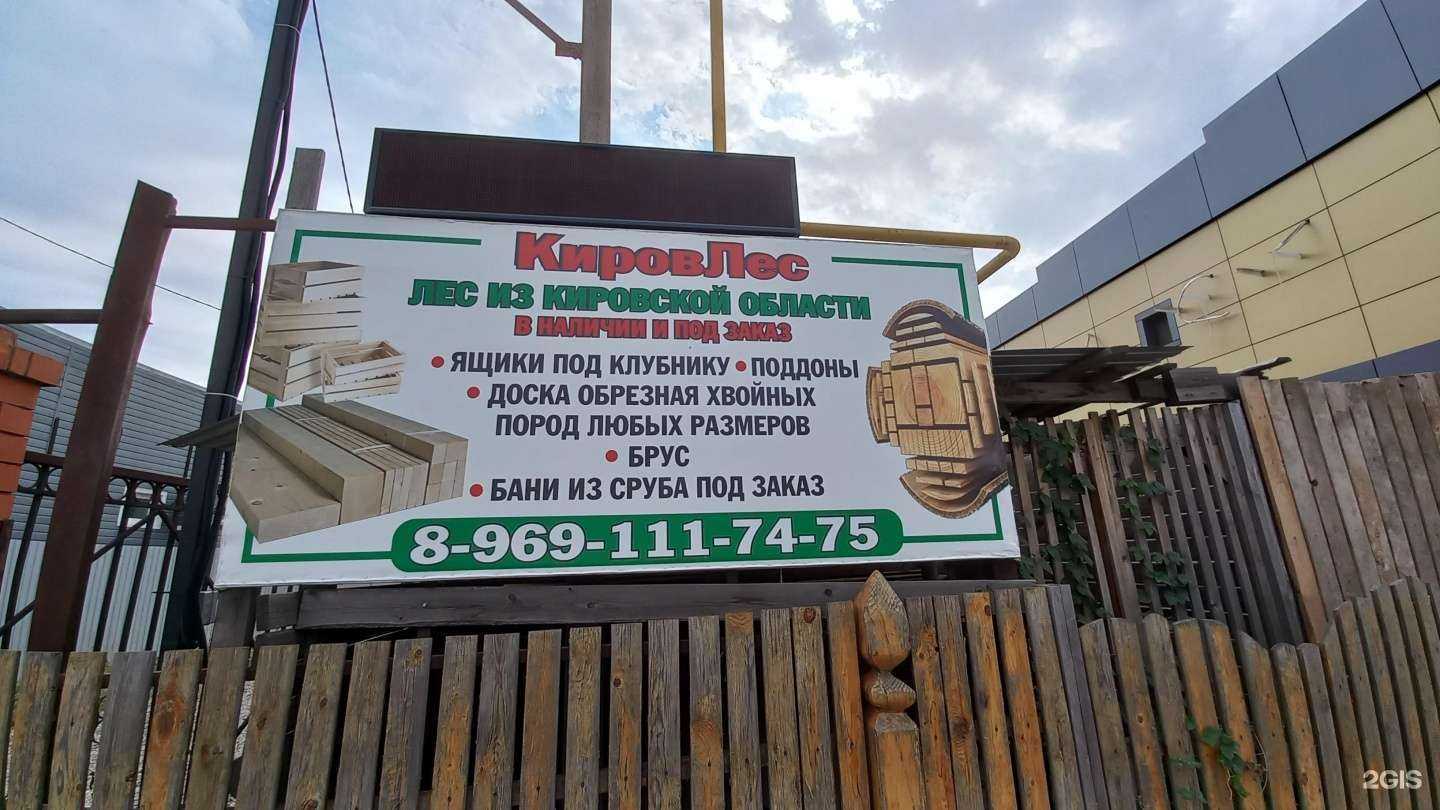 КировЛес
ЛЕС ИЗ КИРОВСКОЙ ОБЛАСТИ
В НАЛИЧИИ И ПОД ЗАКАЗ
• ЯЩИКИ ПОД КЛУБНИКУ • ПОДДОНЫ
• ДОСКА ОБРЕЗНАЯ ХВОЙНЫХ
ПОРОД ЛЮБЫХ РАЗМЕРОВ
• БРУС
• БАНИ ИЗ СРУБА ПОД ЗАКАЗ
8-969-111-74-75
2GIS